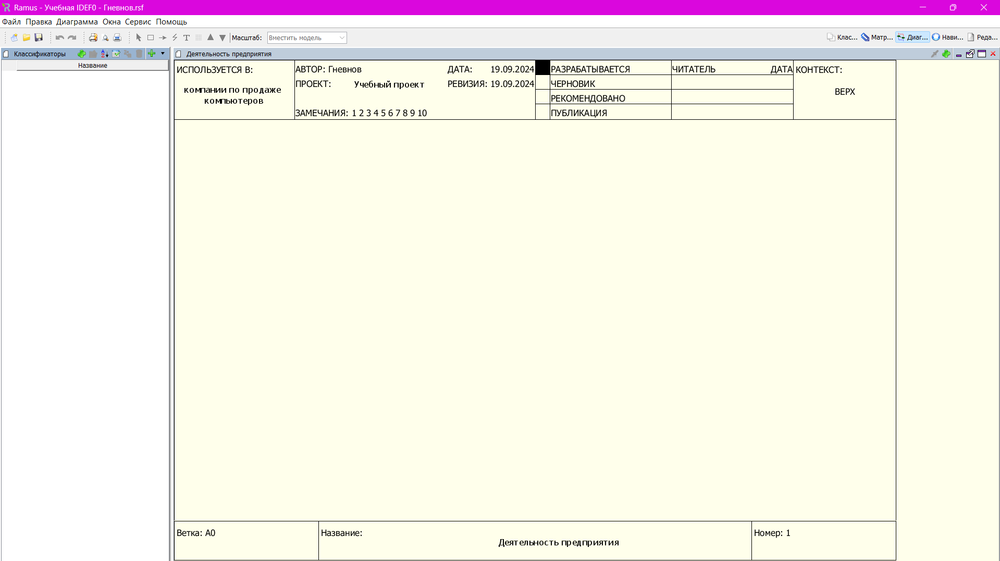 Ramus - Учебная IDEF0 - Гневнов.rsf
Файл Правка Диаграмма Окна Сервис Помощь
Масштаб: Вместить модель Клас... Матр... Диаг... Нави... Реда...
Классификаторы
Деятельность предприятия
Название
ИСПОЛЬЗУЕТСЯ В:
компании по продаже
компьютеров
АВТОР: Гневнов ДАТА: 19.09.2024
ПРОЕКТ: Учебный проект РЕВИЗИЯ: 19.09.2024
ЗАМЕЧАНИЯ: 1 2 3 4 5 6 7 8 9 10
РАЗРАБАТЫВАЕТСЯ
ЧЕРНОВИК
РЕКОМЕНДОВАНО
ПУБЛИКАЦИЯ
ЧИТАТЕЛЬ ДАТА
КОНТЕКСТ:
ВЕРХ
Ветка: A0
Название:
Деятельность предприятия
Номер: 1